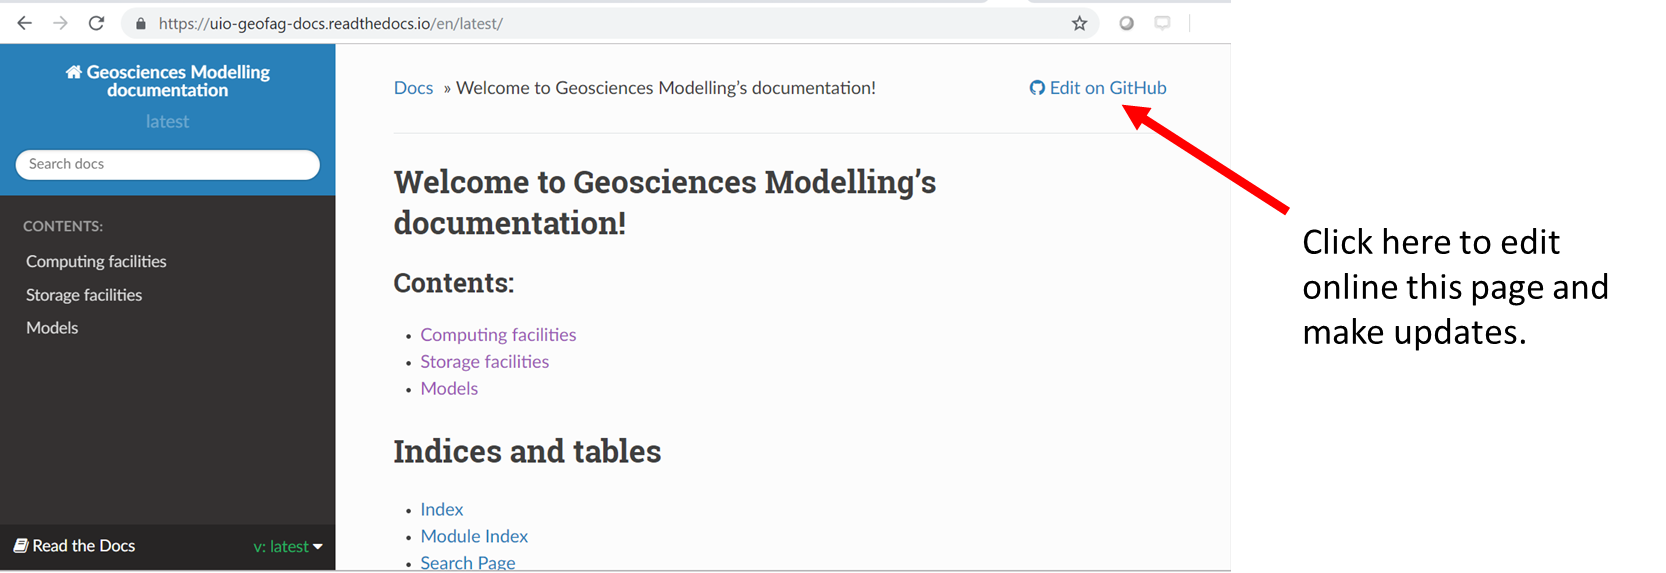 https://uio-geofag-docs.readthedocs.io/en/latest/
Geosciences Modelling
documentation
latest
Search docs
CONTENTS:
Computing facilities
Storage facilities
Models
Read the Docs
v: latest
Docs » Welcome to Geosciences Modelling’s documentation!
Edit on GitHub
Welcome to Geosciences Modelling’s
documentation!
Contents:
• Computing facilities
• Storage facilities
• Models
Indices and tables
• Index
• Module Index
• Search Page
Click here to edit
online this page and
make updates.